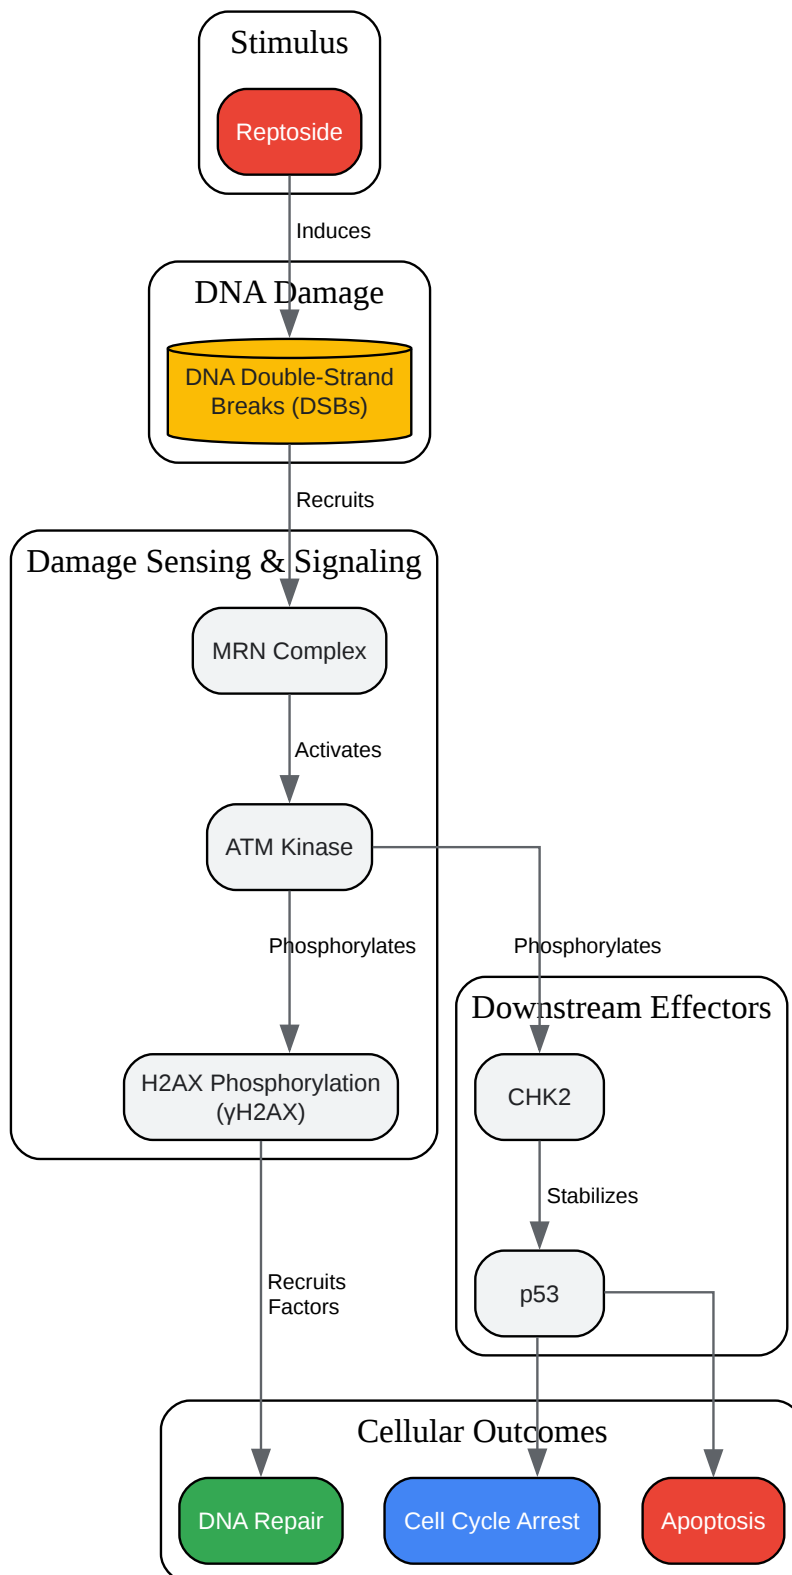 Stimulus
Reptoside
Induces
DNA Damage
DNA Double-Strand
Breaks (DSBs)
Recruits
Damage Sensing & Signaling
MRN Complex
Activates
ATM Kinase
Phosphorylates
Phosphorylates
Downstream Effectors
H2AX Phosphorylation
(γH2AX)
CHK2
Stabilizes
p53
Recruits
Factors
Cellular Outcomes
DNA Repair
Cell Cycle Arrest
Apoptosis